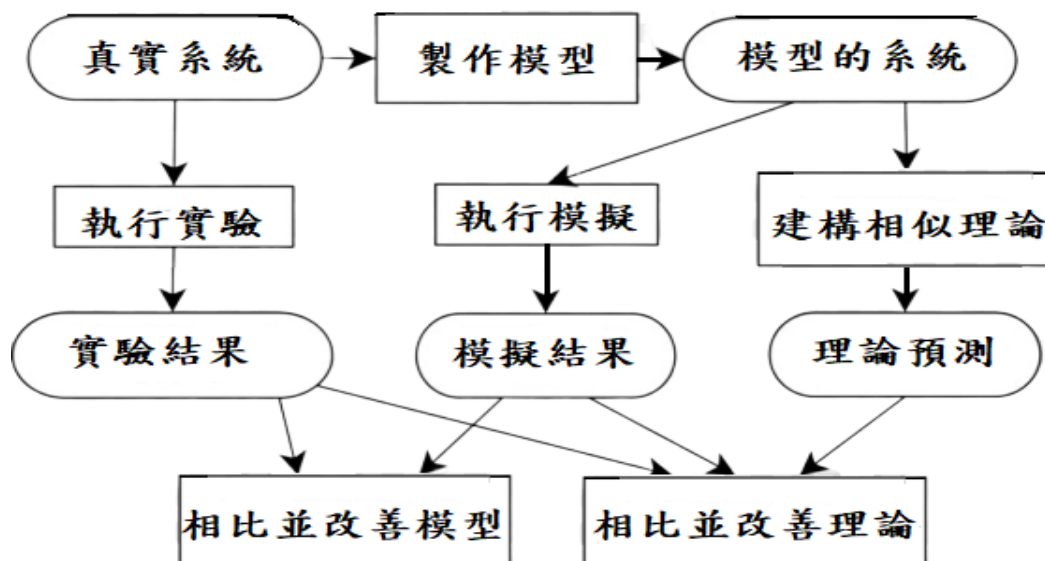 真實系統
製作模型
模型的系統
執行實驗
執行模擬
建構相似理論
實驗結果
模擬結果
理論預測
相比並改善模型
相比並改善理論